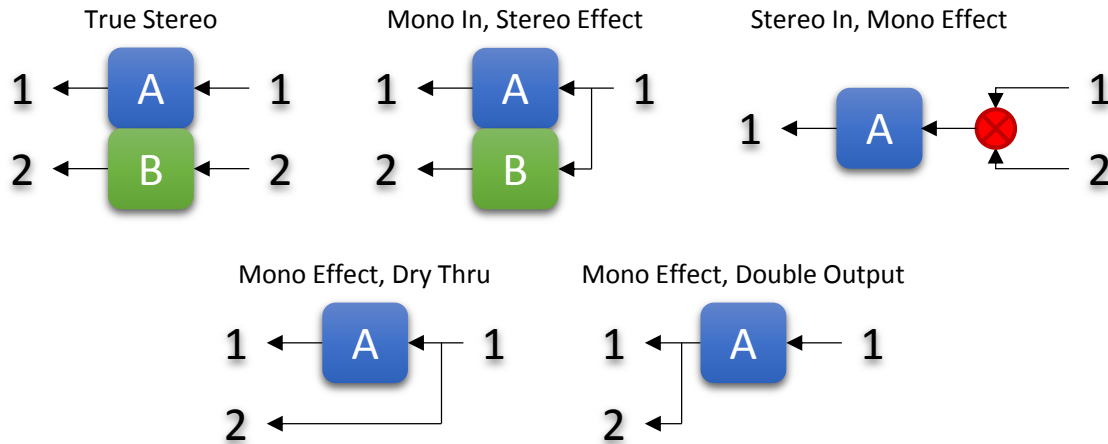 True Stereo
Mono In, Stereo Effect
Stereo In, Mono Effect
1 A 1
1 A 1
1 A 1
2 B 2
2 B
2
Mono Effect, Dry Thru
Mono Effect, Double Output
1 A 1
1 A 1
2
2